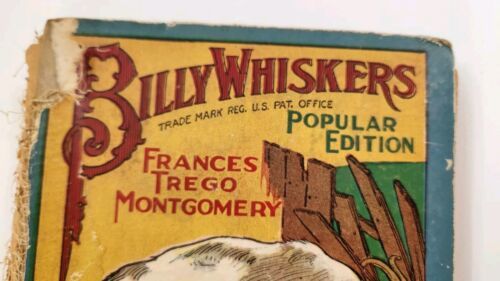 BILLY WHISKERS
TRADE MARK REG. U.S. PAT. OFFICE
POPULAR
EDITION
FRANCES
TREGO
MONTGOMERY